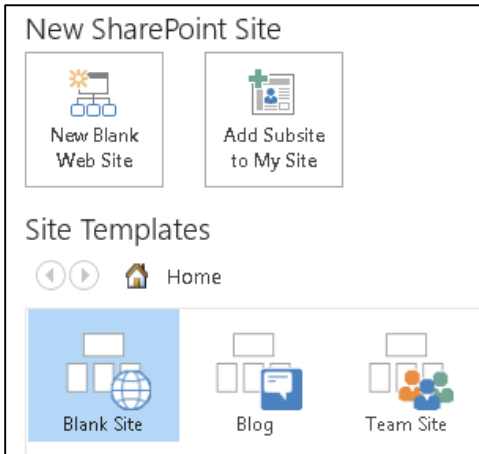 New SharePoint Site
New Blank Add Subsite
Web Site to My Site
Site Templates
Home
Blank Site Blog Team Site